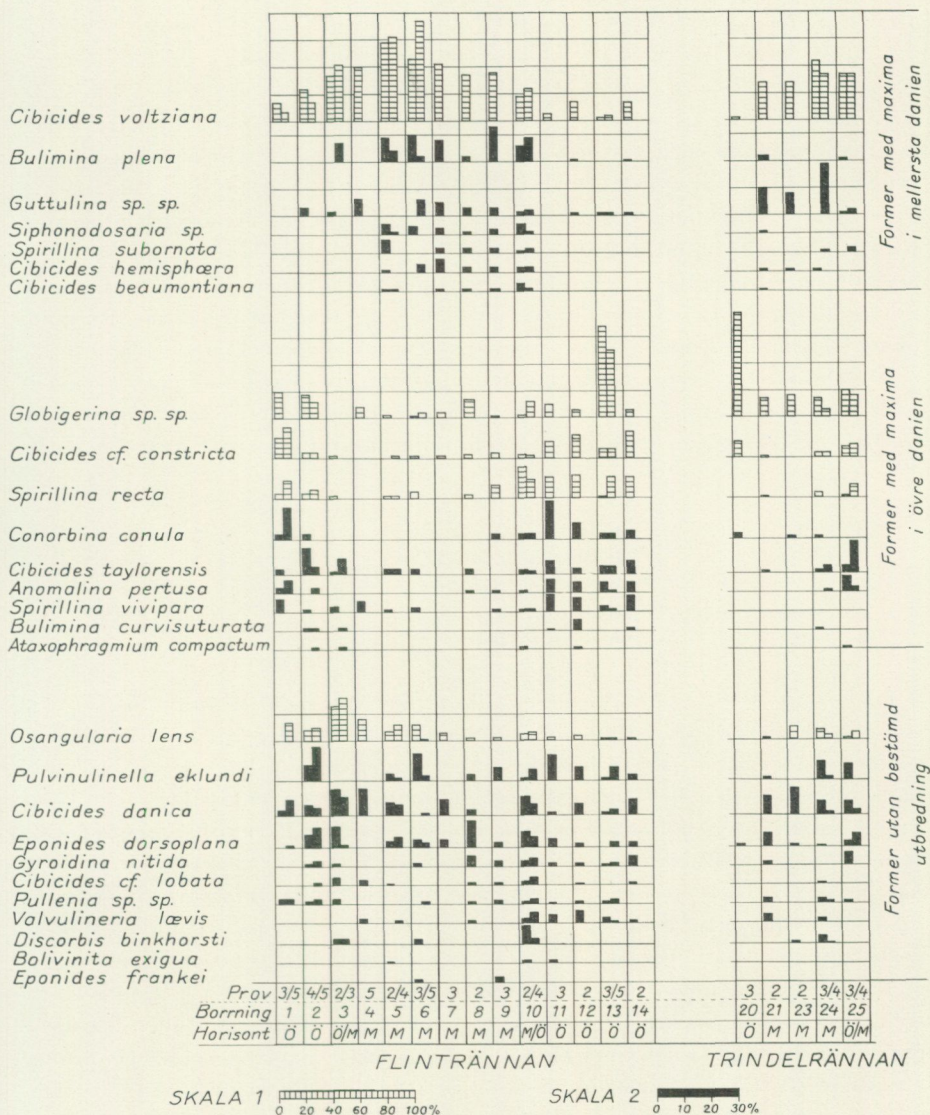 Cibicides voltziana
Bulimina plena
Guttulina sp. sp.
Siphonodosaria sp.
Spirillina subornata
Cibicides hemisphæra
Cibicides beaumontiana
Former med maxima
i mellersta danien
Globigerina sp. sp.
Cibicides cf. constricta
Spirillina recta
Conorbina conula
Cibicides taylorensis
Anomalina pertusa
Spirillina vivipara
Bulimina curvisuturata
Ataxophragmium compactum
Former med maxima
i övre danien
Osangularia lens
Pulvinulinella eklundi
Cibicides danica
Eponides dorsoplana
Gyroidina nitida
Cibicides cf. lobata
Pullenia sp. sp.
Valvulineria lævis
Discorbis binkhorsti
Bolivinita exigua
Eponides frankei
Former utan bestämd
utbredning
Prov 3/5 4/5 2/3 5 2/4 3/5 3 2 3 2/4 3 2 3/5 2 3 2 2 3/4 3/4
Borrning 1 2 3 4 5 6 7 8 9 10 11 12 13 14 20 21 23 24 25
Horisont Ö Ö Ö/M M M M M M M M/Ö Ö Ö Ö Ö Ö M M M Ö/M
FLINTRÄNNAN TRINDELRÄNNAN
SKALA 1 0 20 40 60 80 100%
SKALA 2 0 10 20 30%